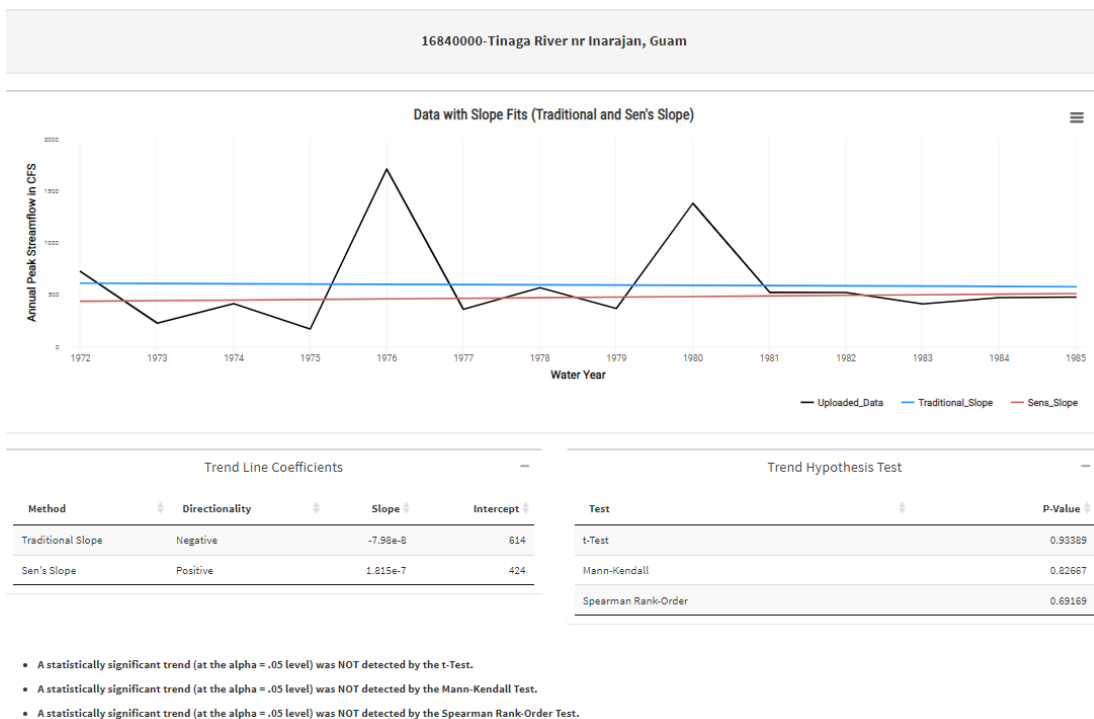 16840000-Tinaga River nr Inarajan, Guam
Data with Slope Fits (Traditional and Sen's Slope)
Annual Peak Streamflow in CFS
2000
1500
1000
500
0
1972 1973 1974 1975 1976 1977 1978 1979 1980 1981 1982 1983 1984 1985
Water Year
Uploaded_Data Traditional_Slope Sens_Slope
Trend Line Coefficients
Method Directionality Slope Intercept
Traditional Slope Negative -7.98e-8 614
Sen's Slope Positive 1.815e-7 424
Trend Hypothesis Test
Test P-Value
t-Test 0.93389
Mann-Kendall 0.82667
Spearman Rank-Order 0.69169
• A statistically significant trend (at the alpha = .05 level) was NOT detected by the t-Test.
• A statistically significant trend (at the alpha = .05 level) was NOT detected by the Mann-Kendall Test.
• A statistically significant trend (at the alpha = .05 level) was NOT detected by the Spearman Rank-Order Test.